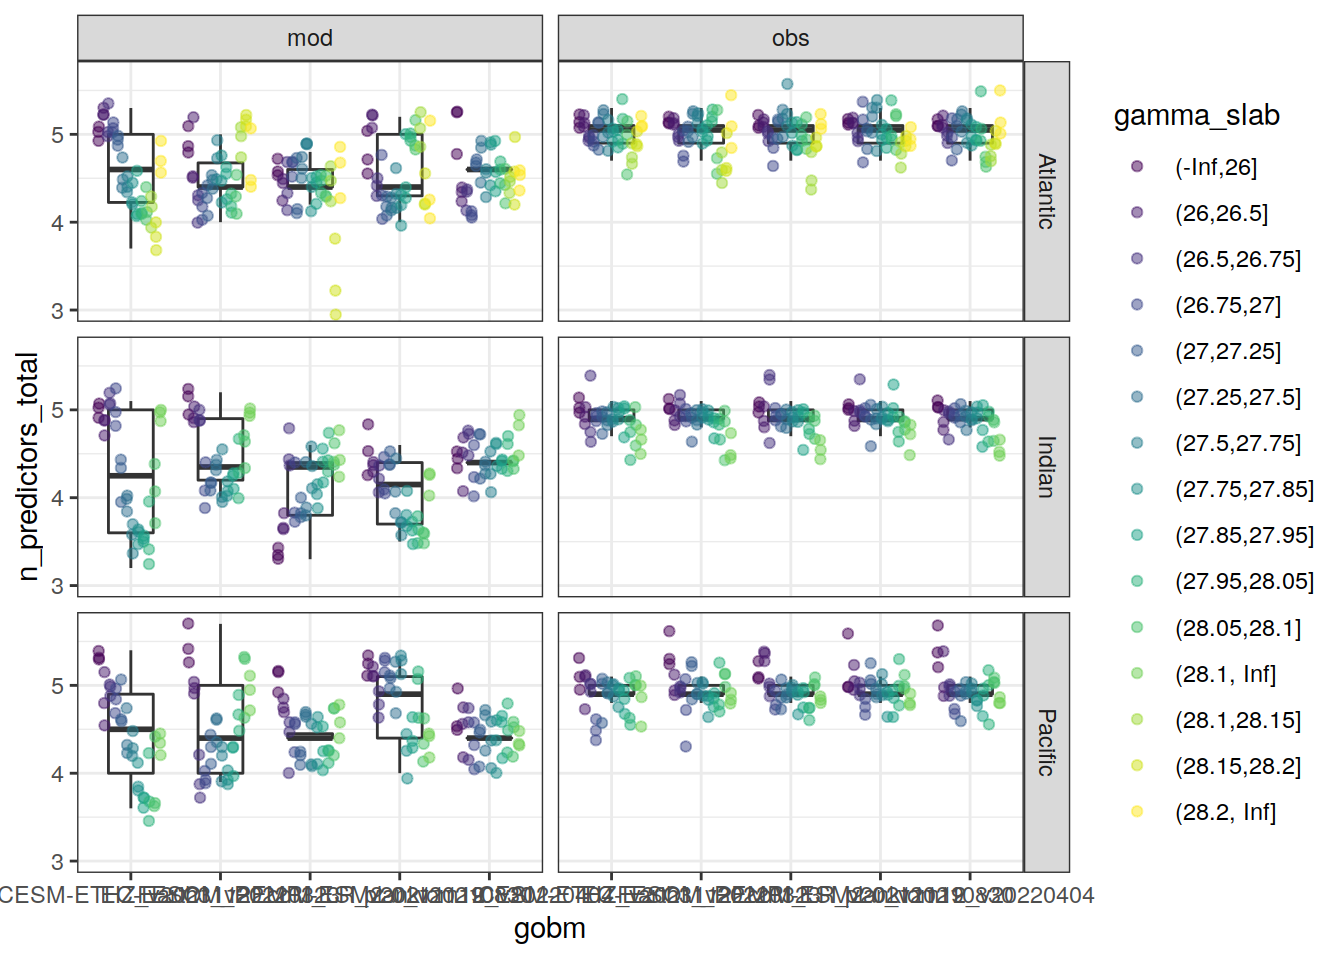 mod
obs
gamma_slab
(-Inf,26]
(26,26.5]
(26.5,26.75]
(26.75,27]
(27,27.25]
(27.25,27.5]
(27.5,27.75]
(27.75,27.85]
(27.85,27.95]
(27.95,28.05]
(28.05,28.1]
(28.1, Inf]
(28.1,28.15]
(28.15,28.2]
(28.2, Inf]
n_predictors_total
5
4
3
Atlantic
5
4
3
Indian
5
4
3
Pacific
CESM-ETHZ
gobm